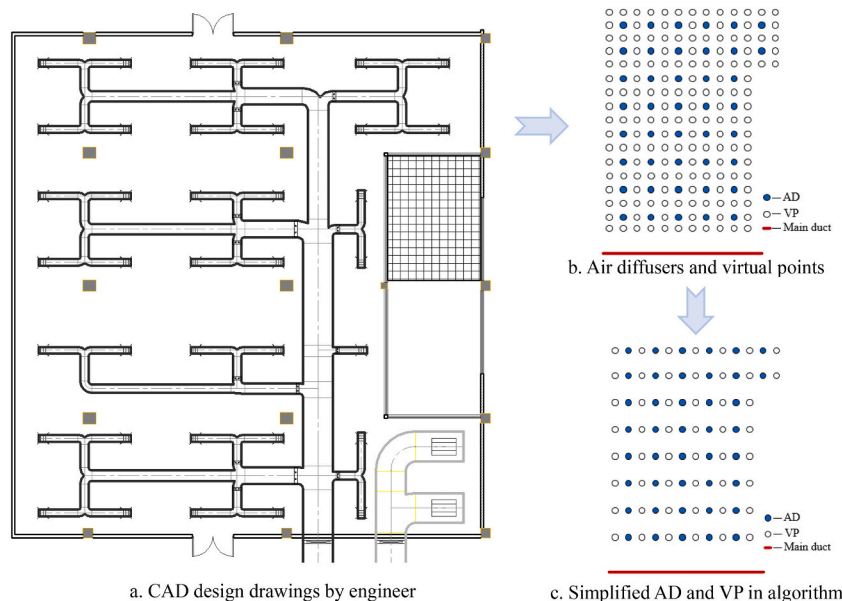 ●—AD
○—VP
—Main duct
b. Air diffusers and virtual points
●—AD
○—VP
—Main duct
a. CAD design drawings by engineer
c. Simplified AD and VP in algorithm